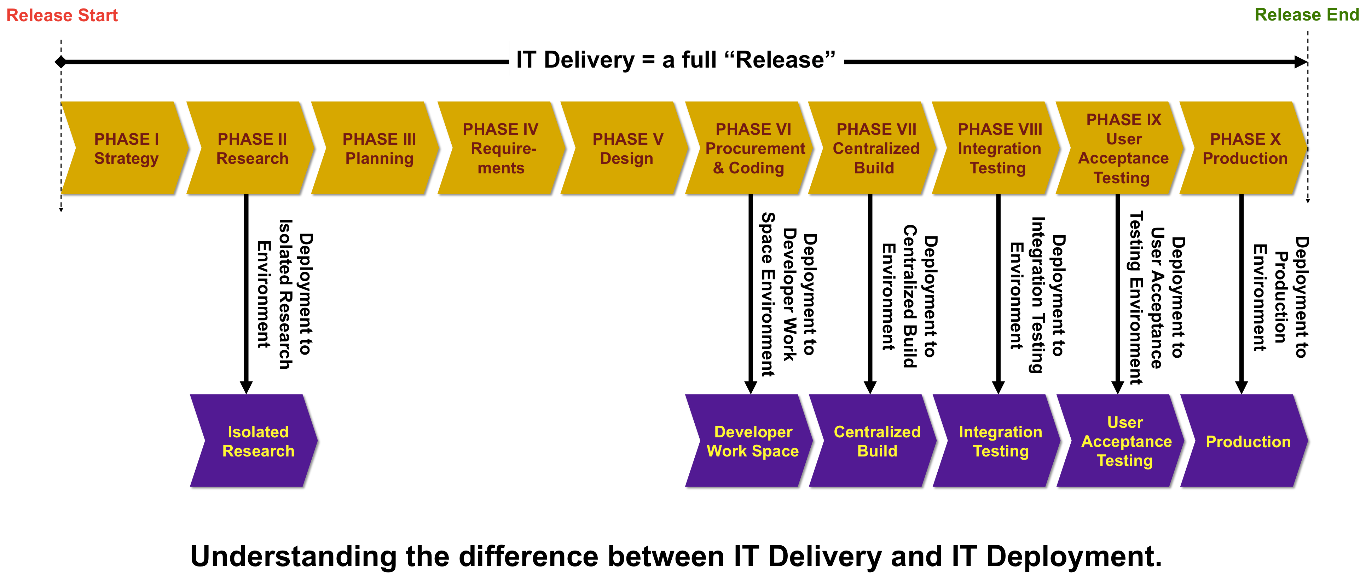 Release Start
Release End
IT Delivery = a full “Release”
PHASE I
Strategy
PHASE II
Research
PHASE III
Planning
PHASE IV
Require-
ments
PHASE V
Design
PHASE VI
Procurement
& Coding
PHASE VII
Centralized
Build
PHASE VIII
Integration
Testing
PHASE IX
User
Acceptance
Testing
PHASE X
Production
Deployment to
Isolated Research
Environment
Deployment to
Developer Work
Space Environment
Deployment to
Centralized Build
Environment
Deployment to
Integration Testing
Environment
Deployment to
User Acceptance
Testing Environment
Deployment to
Production
Environment
Isolated
Research
Developer
Work Space
Centralized
Build
Integration
Testing
User
Acceptance
Testing
Production
Understanding the difference between IT Delivery and IT Deployment.